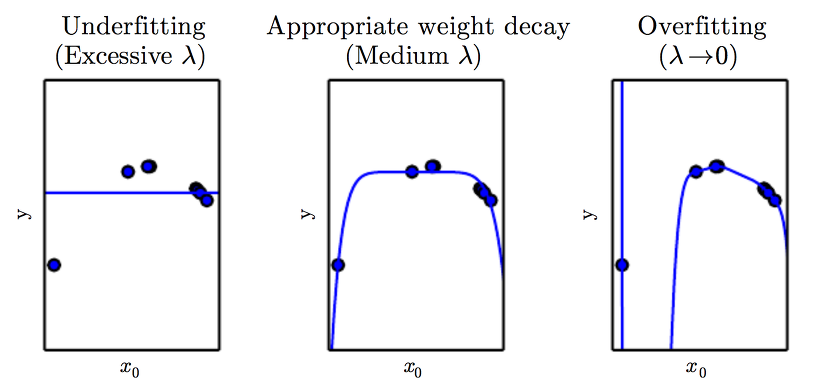 Underfitting
(Excessive λ)
Appropriate weight decay
(Medium λ)
Overfitting
(λ→0)
y
x₀
y
x₀
y
x₀